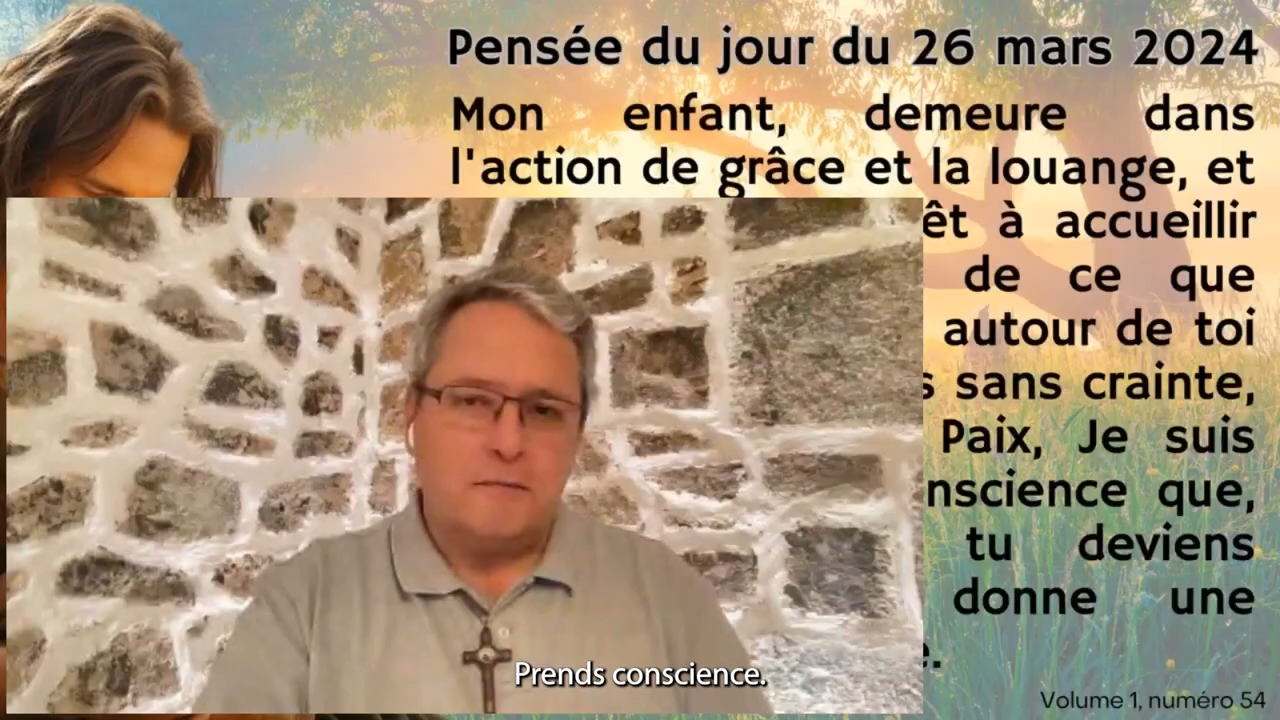 Pensée du jour du 26 mars 2024
Mon enfant, demeure dans
l'action de grâce et la louange, et
à accueillir
de ce que
autour de toi
sans crainte,
Paix, Je suis
que,
tu deviens
donne une
Prends conscience.
Volume 1, numéro 54